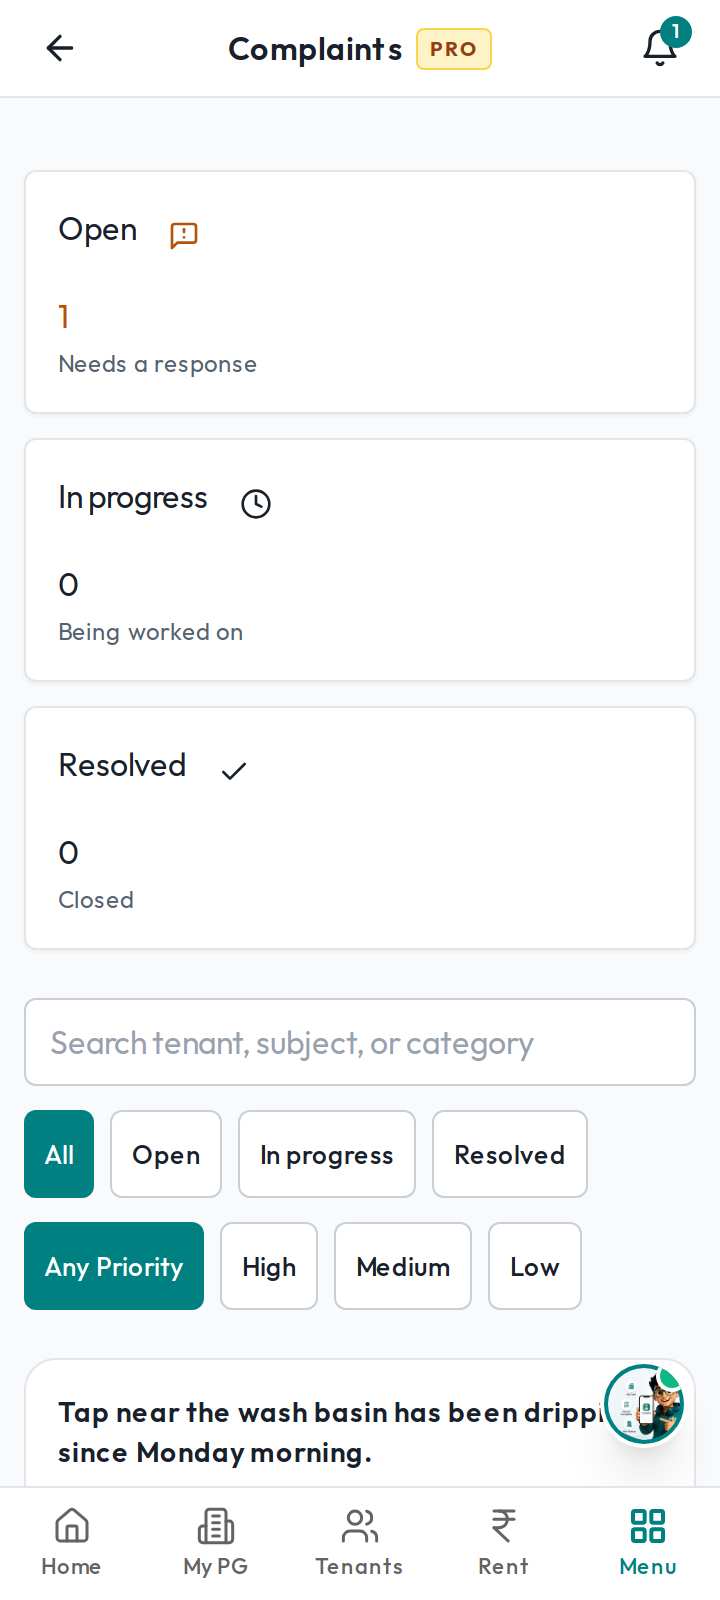 Complaints PRO
1
Open
1
Needs a response
In progress
0
Being worked on
Resolved
0
Closed
Search tenant, subject, or category
All Open In progress Resolved
Any Priority High Medium Low
Tap near the wash basin has been
since Monday morning.
Home My PG Tenants Rent Menu